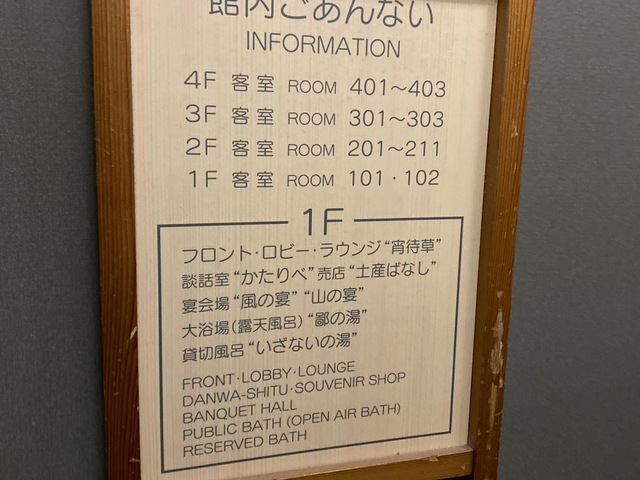 館内ごあんない
INFORMATION
4F 客室 ROOM 401～403
3F 客室 ROOM 301～303
2F 客室 ROOM 201～211
1F 客室 ROOM 101・102
1F
フロント・ロビー・ラウンジ“宵待草”
談話室“かたりべ”売店“土産ばなし”
宴会場“風の宴”“山の宴”
大浴場（露天風呂）“鄙の湯”
貸切風呂“いざないの湯”
FRONT・LOBBY・LOUNGE
DANWA-SHITU・SOUVENIR SHOP
BANQUET HALL
PUBLIC BATH (OPEN AIR BATH)
RESERVED BATH